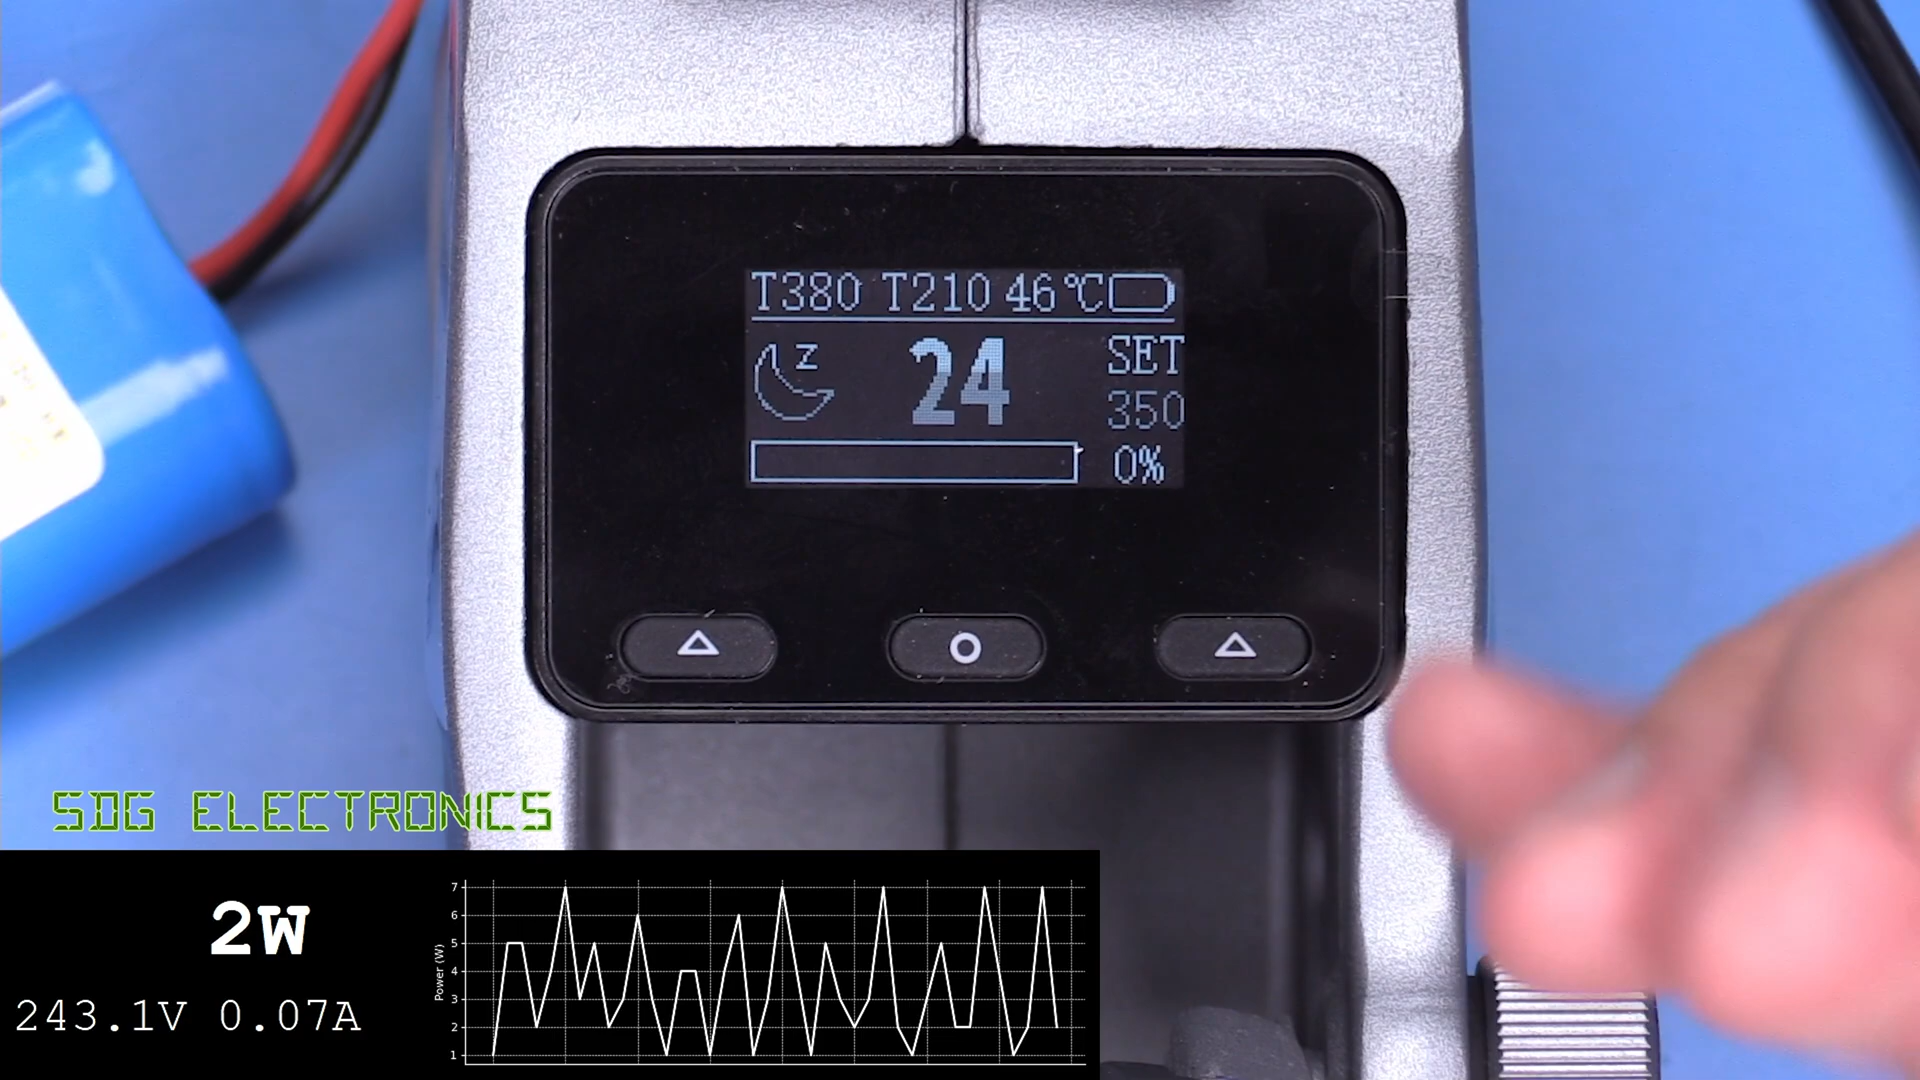 T380 T210 46℃
z
24
SET
350
0%
SDG ELECTRONICS
2W
243.1V 0.07A
Power (W)
7
6
5
4
3
2
1